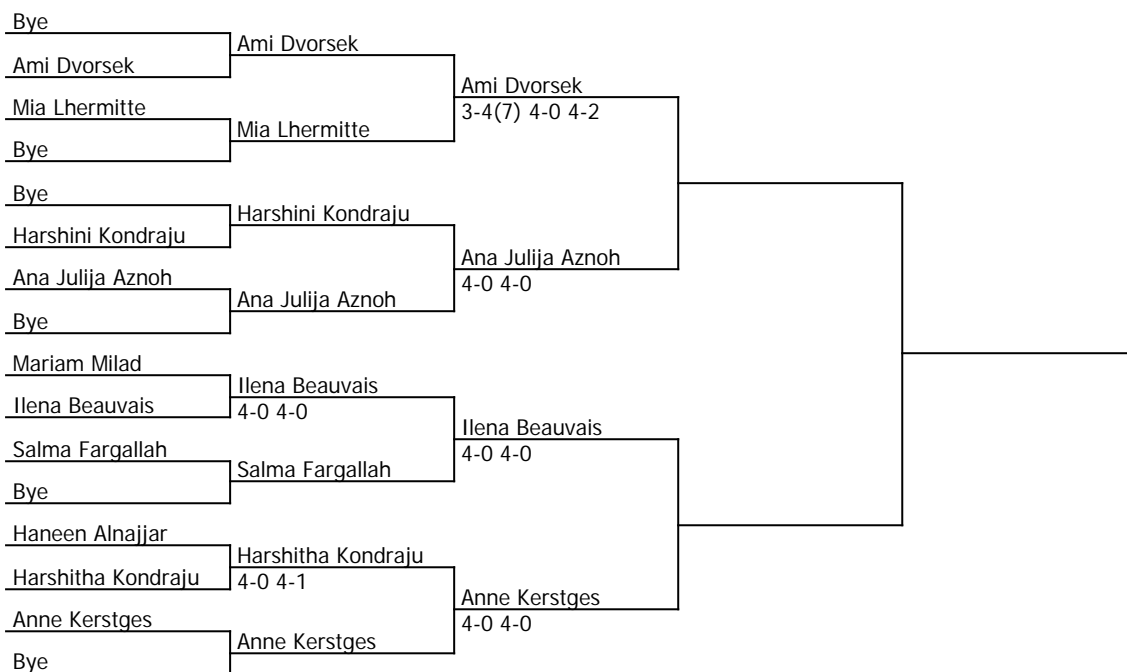 Bye
Ami Dvorsek
Mia Lhermitte
Bye
Bye
Harshini Kondraju
Ana Julija Aznoh
Bye
Mariam Milad
Ilena Beauvais
Salma Fargallah
Bye
Haneen Alnajjar
Harshitha Kondraju
Anne Kerstges
Bye
Ami Dvorsek
Mia Lhermitte
Harshini Kondraju
Ana Julija Aznoh
Ilena Beauvais
4-0 4-0
Salma Fargallah
Harshitha Kondraju
4-0 4-1
Anne Kerstges
Ami Dvorsek
3-4(7) 4-0 4-2
Ana Julija Aznoh
4-0 4-0
Ilena Beauvais
4-0 4-0
Anne Kerstges
4-0 4-0